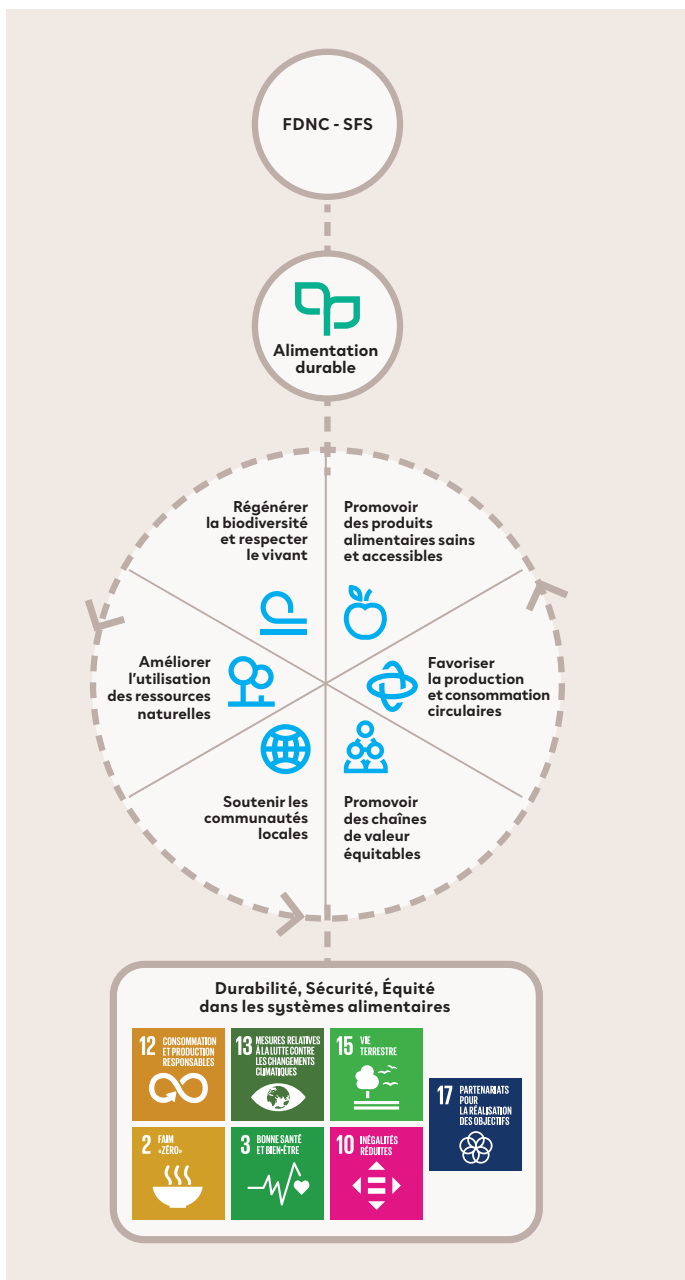 FDNC - SFS
Alimentation
durable
Régénérer
la biodiversité
et respecter
le vivant
Promovoir
des produits
alimentaires sains
et accessibles
Améliorer
l'utilisation
des ressources
naturelles
Favoriser
la production
et consommation
circulaires
Soutenir les
communautés
locales
Promovoir
des chaînes
de valeur
équitables
Durabilité, Sécurité, Équité
dans les systèmes alimentaires
12 CONSOMMATION
ET PRODUCTION
RESPONSABLES
13 MESURES RELATIVES
À LA LUTTE CONTRE
LES CHANGEMENTS
CLIMATIQUES
15 VIE
TERRESTRE
17 PARTENARIATS
POUR
LA RÉALISATION
DES OBJECTIFS
2 FAIM
«ZÉRO»
3 BONNE SANTÉ
ET BIEN-ÊTRE
10 INÉGALITÉS
RÉDUITES